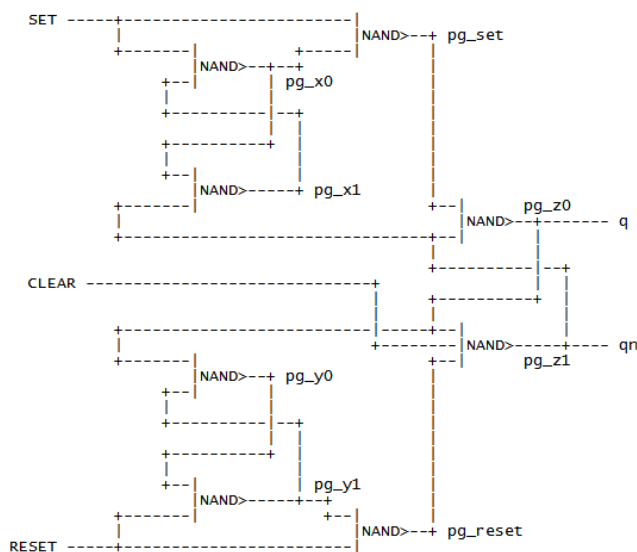 SET
NAND> pg_set
NAND>
pg_x0
NAND> pg_x1
pg_z0
NAND> q
CLEAR
NAND> qn
pg_z1
NAND> pg_y0
pg_y1
NAND>
NAND> pg_reset
RESET